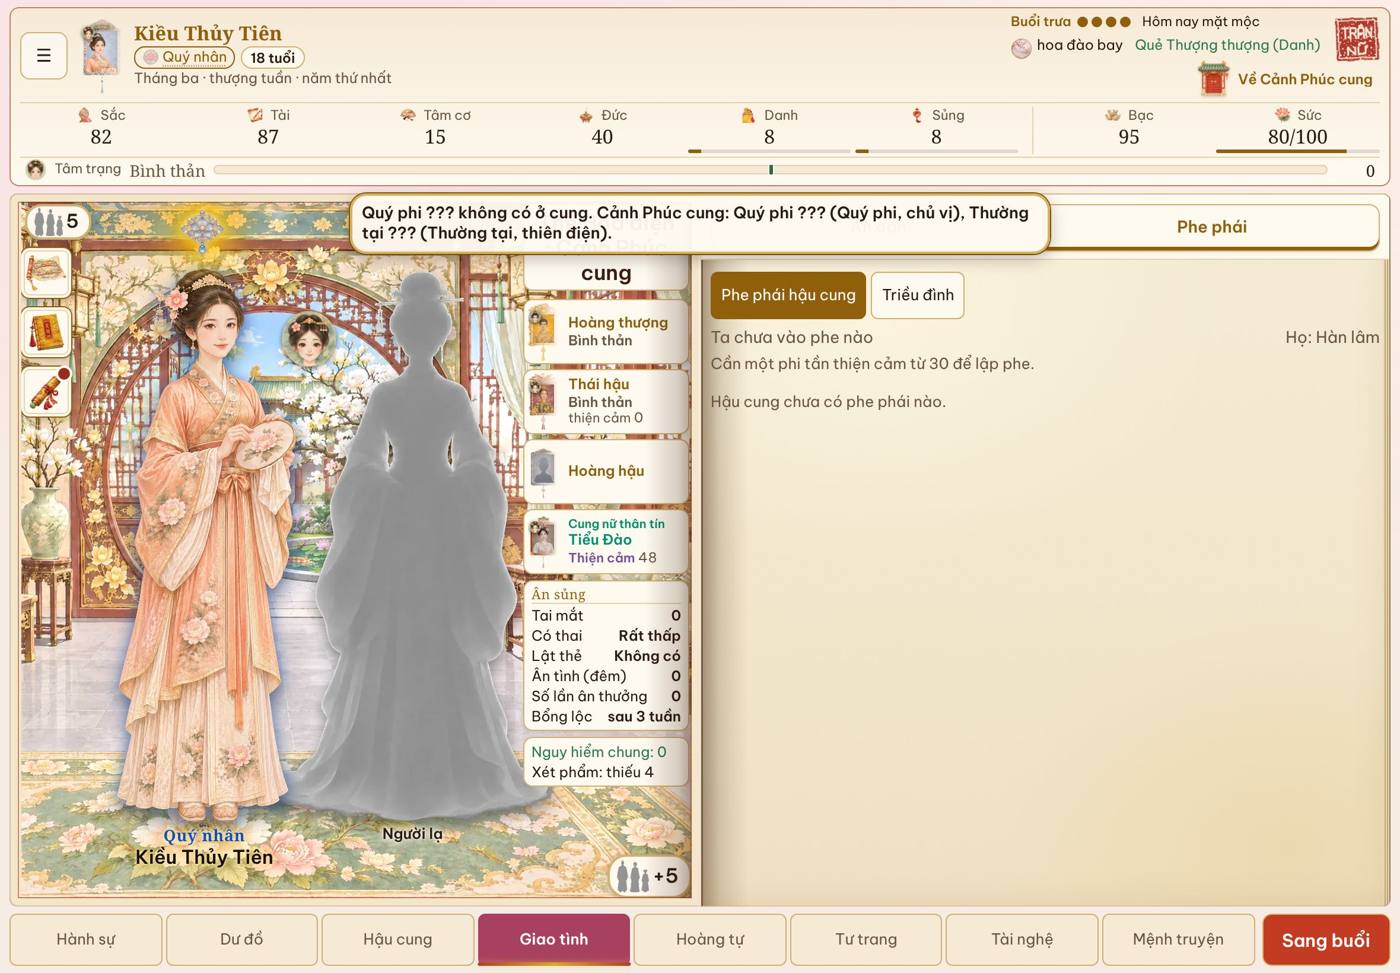 Kiều Thủy Tiên
Quý nhân
18 tuổi
Tháng ba · thượng tuần · năm thứ nhất
Buổi trưa
Hôm nay mặt mộc
hoa đào bay
Quẻ Thượng thượng (Danh)
TRÂN NỮ
Về Cảnh Phúc cung
Sắc
82
Tài
87
Tâm cơ
15
Đức
40
Danh
8
Sủng
8
Bạc
95
Sức
80/100
Tâm trạng
Bình thản
0
5
Quý phi ??? không có ở cung. Cảnh Phúc cung: Quý phi ??? (Quý phi, chủ vị), Thường
tại ??? (Thường tại, thiên điện).
cung
Hoàng thượng
Bình thản
Thái hậu
Bình thản
thiện cảm 0
Hoàng hậu
Cung nữ thân tín
Tiểu Đào
Thiện cảm 48
Ân sủng
Tai mắt 0
Có thai Rất thấp
Lật thẻ Không có
Ân tình (đêm) 0
Số lần ân thưởng 0
Bổng lộc sau 3 tuần
Nguy hiểm chung: 0
Xét phẩm: thiếu 4
Quý nhân
Kiều Thủy Tiên
Người lạ
+5
Phe phái
Phe phái hậu cung
Triều đình
Ta chưa vào phe nào
Họ: Hàn lâm
Cần một phi tần thiện cảm từ 30 để lập phe.
Hậu cung chưa có phe phái nào.
Hành sự
Dư đồ
Hậu cung
Giao tình
Hoàng tự
Tư trang
Tài nghệ
Mệnh truyện
Sang buổi